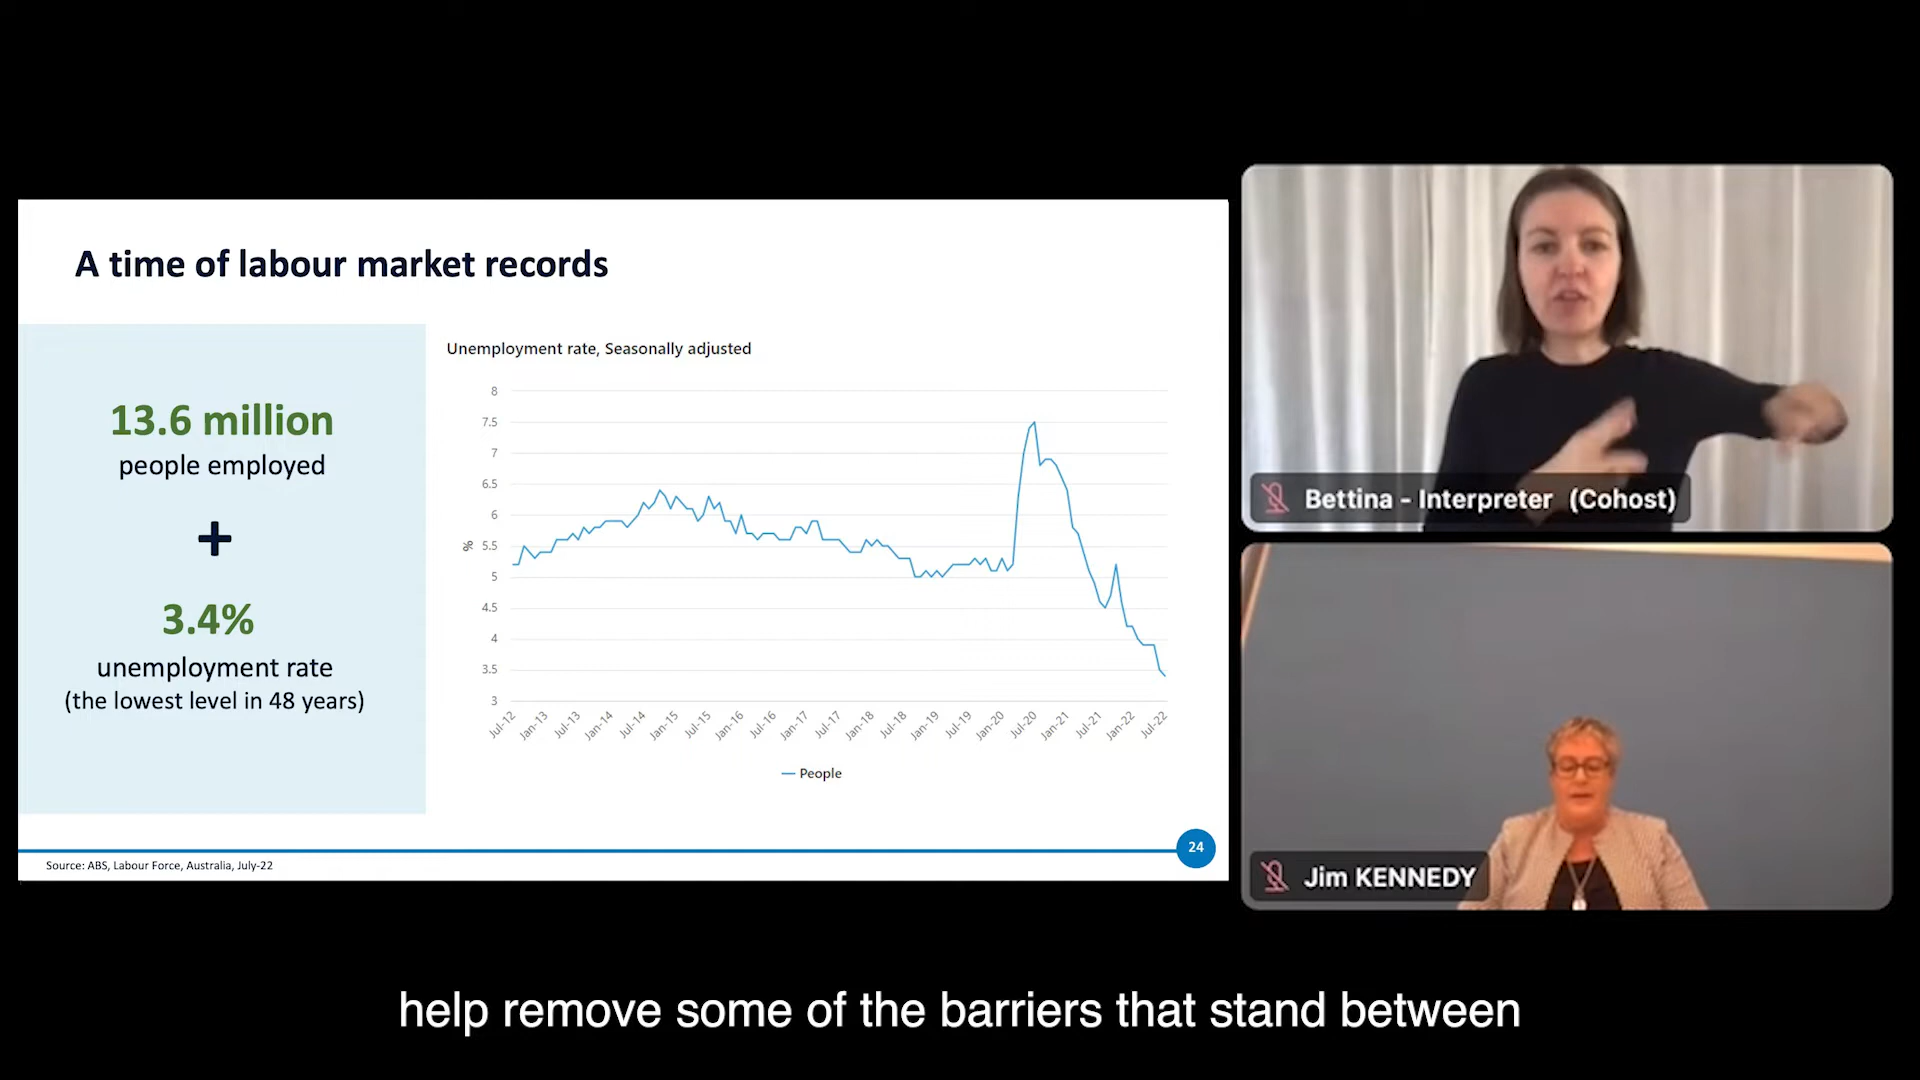 A time of labour market records
13.6 million
people employed
+
3.4%
unemployment rate
(the lowest level in 48 years)
Unemployment rate, Seasonally adjusted
%
8
7.5
7
6.5
6
5.5
5
4.5
4
3.5
3
Jul-12
Jan-13
Jul-13
Jan-14
Jul-14
Jan-15
Jul-15
Jan-16
Jul-16
Jan-17
Jul-17
Jan-18
Jul-18
Jan-19
Jul-19
Jan-20
Jul-20
Jan-21
Jul-21
Jan-22
Jul-22
People
24
Source: ABS, Labour Force, Australia, July-22
Bettina - Interpreter (Cohost)
Jim KENNEDY
help remove some of the barriers that stand between